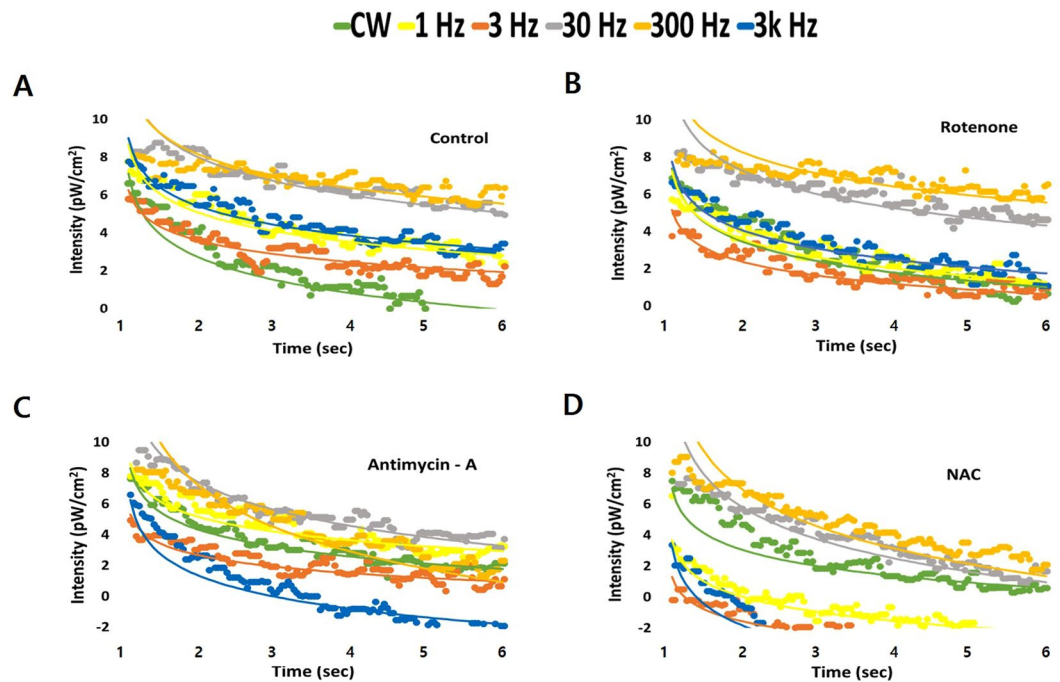 CW 1 Hz 3 Hz 30 Hz 300 Hz 3k Hz
A
Control
Intensity (pW/cm2)
10
8
6
4
2
0
1 2 3 4 5 6
Time (sec)
B
Rotenone
Intensity (pW/cm2)
10
8
6
4
2
0
1 2 3 4 5 6
Time (sec)
C
Antimycin - A
Intensity (pW/cm2)
10
8
6
4
2
0
-2
1 2 3 4 5 6
Time (sec)
D
NAC
Intensity (pW/cm2)
10
8
6
4
2
0
-2
1 2 3 4 5 6
Time (sec)